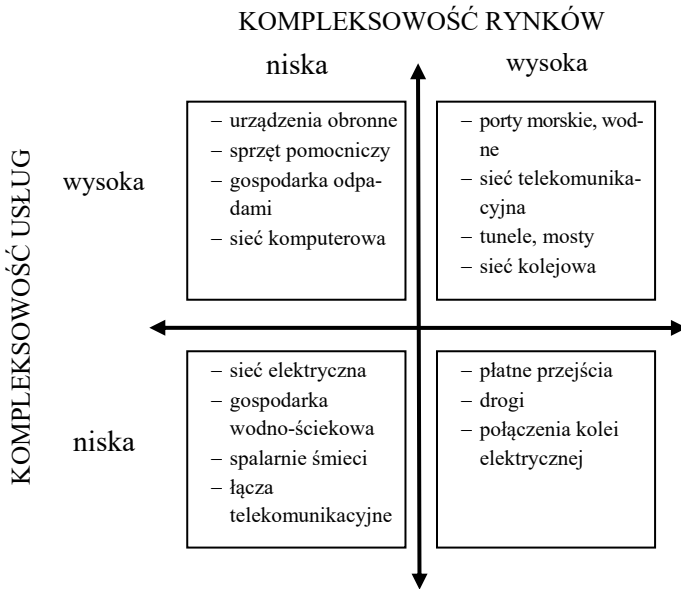 KOMPLEKSOWOŚĆ RYNKÓW
niska
wysoka
KOMPLEKSOWOŚĆ USŁUG
wysoka
– urządzenia obronne
– sprzęt pomocniczy
– gospodarka odpa-
dami
– sieć komputerowa
– porty morskie, wod-
ne
– sieć telekomunika-
cyjna
– tunele, mosty
– sieć kolejowa
niska
– sieć elektryczna
– gospodarka
wodno-ściekowa
– spalarnie śmieci
– łącza
telekomunikacyjne
– płatne przejścia
– drogi
– połączenia kolei
elektrycznej